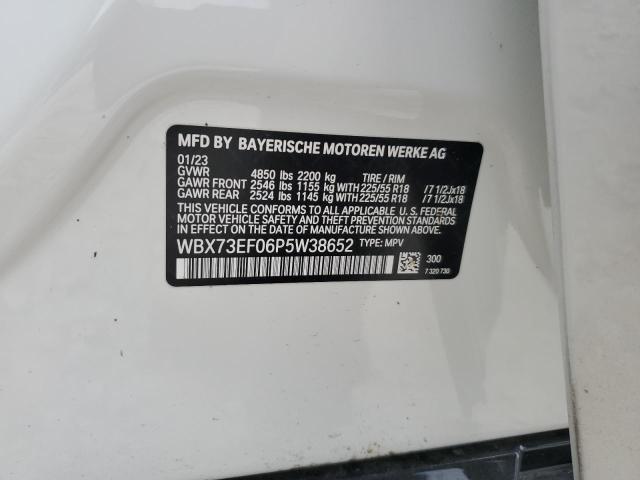 MFD BY BAYERISCHE MOTOREN WERKE AG
01/23
GVWR 4850 lbs 2200 kg TIRE / RIM
GAWR FRONT 2546 lbs 1155 kg WITH 225/55 R18 / 7 1/2Jx18
GAWR REAR 2524 lbs 1145 kg WITH 225/55 R18 / 7 1/2Jx18
THIS VEHICLE CONFORMS TO ALL APPLICABLE FEDERAL
MOTOR VEHICLE SAFETY AND THEFT PREVENTION STANDARDS
IN EFFECT ON THE DATE OF MANUFACTURE SHOWN ABOVE.
WBX73EF06P5W38652 TYPE: MPV
300
7 320 730